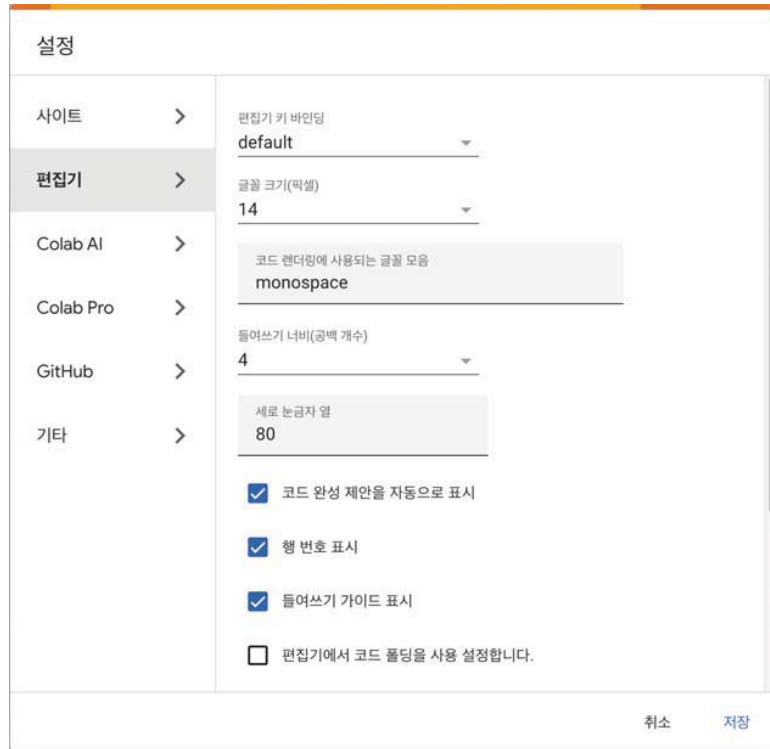 설정
사이트
편집기
Colab AI
Colab Pro
GitHub
기타
편집기 키 바인딩
default
글꼴 크기(픽셀)
14
코드 렌더링에 사용되는 글꼴 모음
monospace
들여쓰기 너비(공백 개수)
4
세로 눈금자 열
80
코드 완성 제안을 자동으로 표시
행 번호 표시
들여쓰기 가이드 표시
편집기에서 코드 폴딩을 사용 설정합니다.
취소
저장